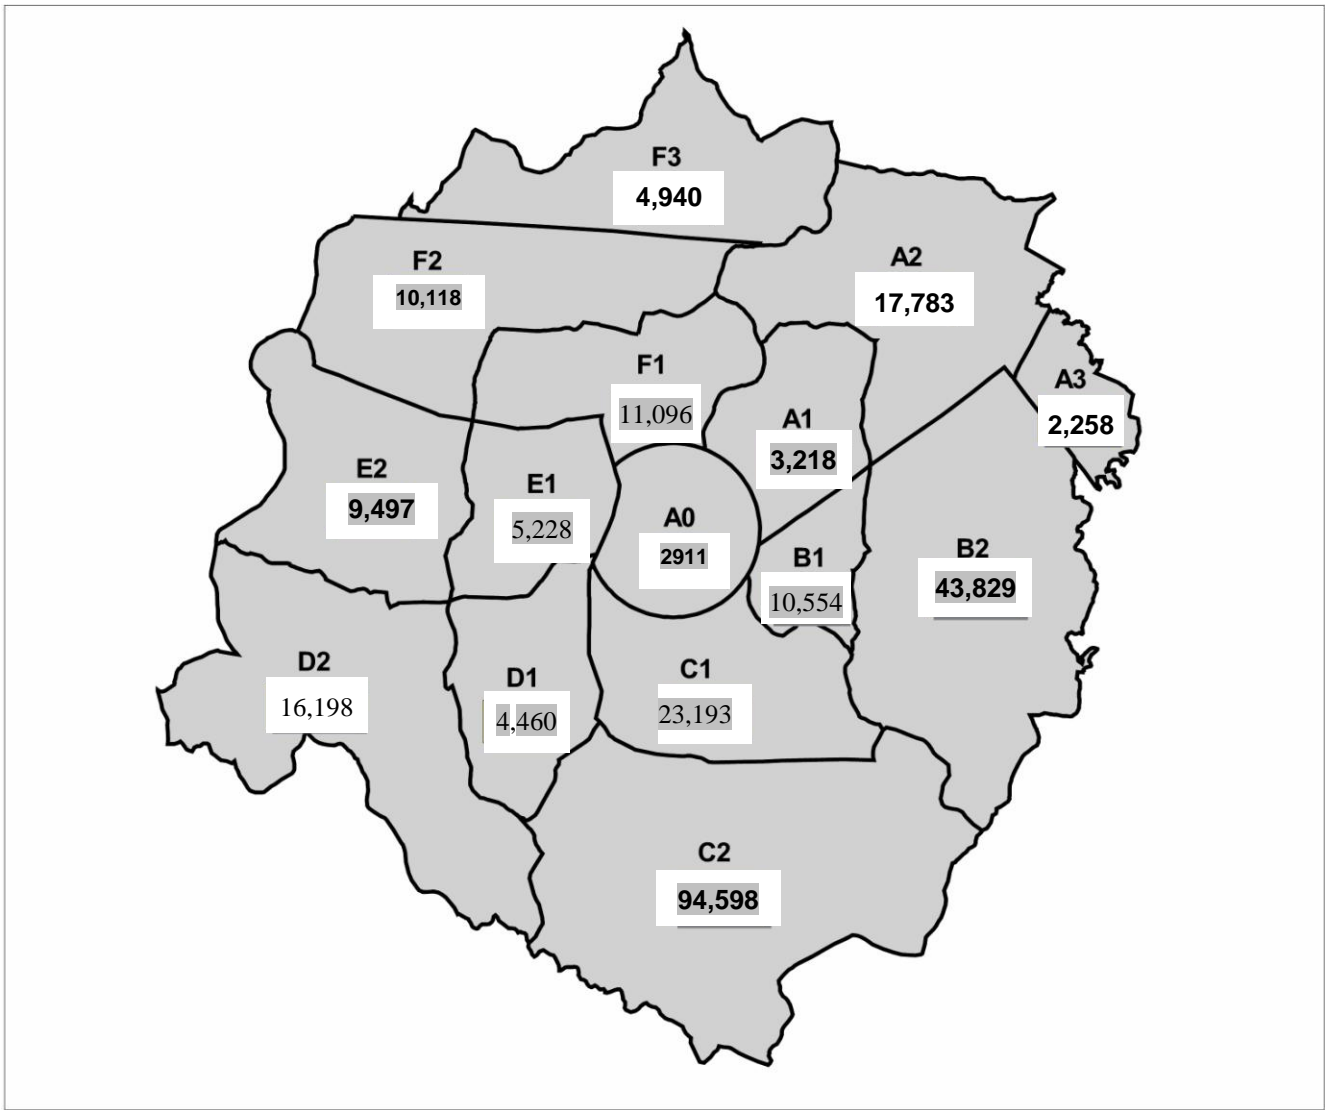 F3
4,940
F2
10,118
A2
17,783
F1
11,096
A3
2,258
A1
3,218
E2
9,497
E1
5,228
A0
2911
B1
10,554
B2
43,829
D2
16,198
D1
4,460
C1
23,193
C2
94,598